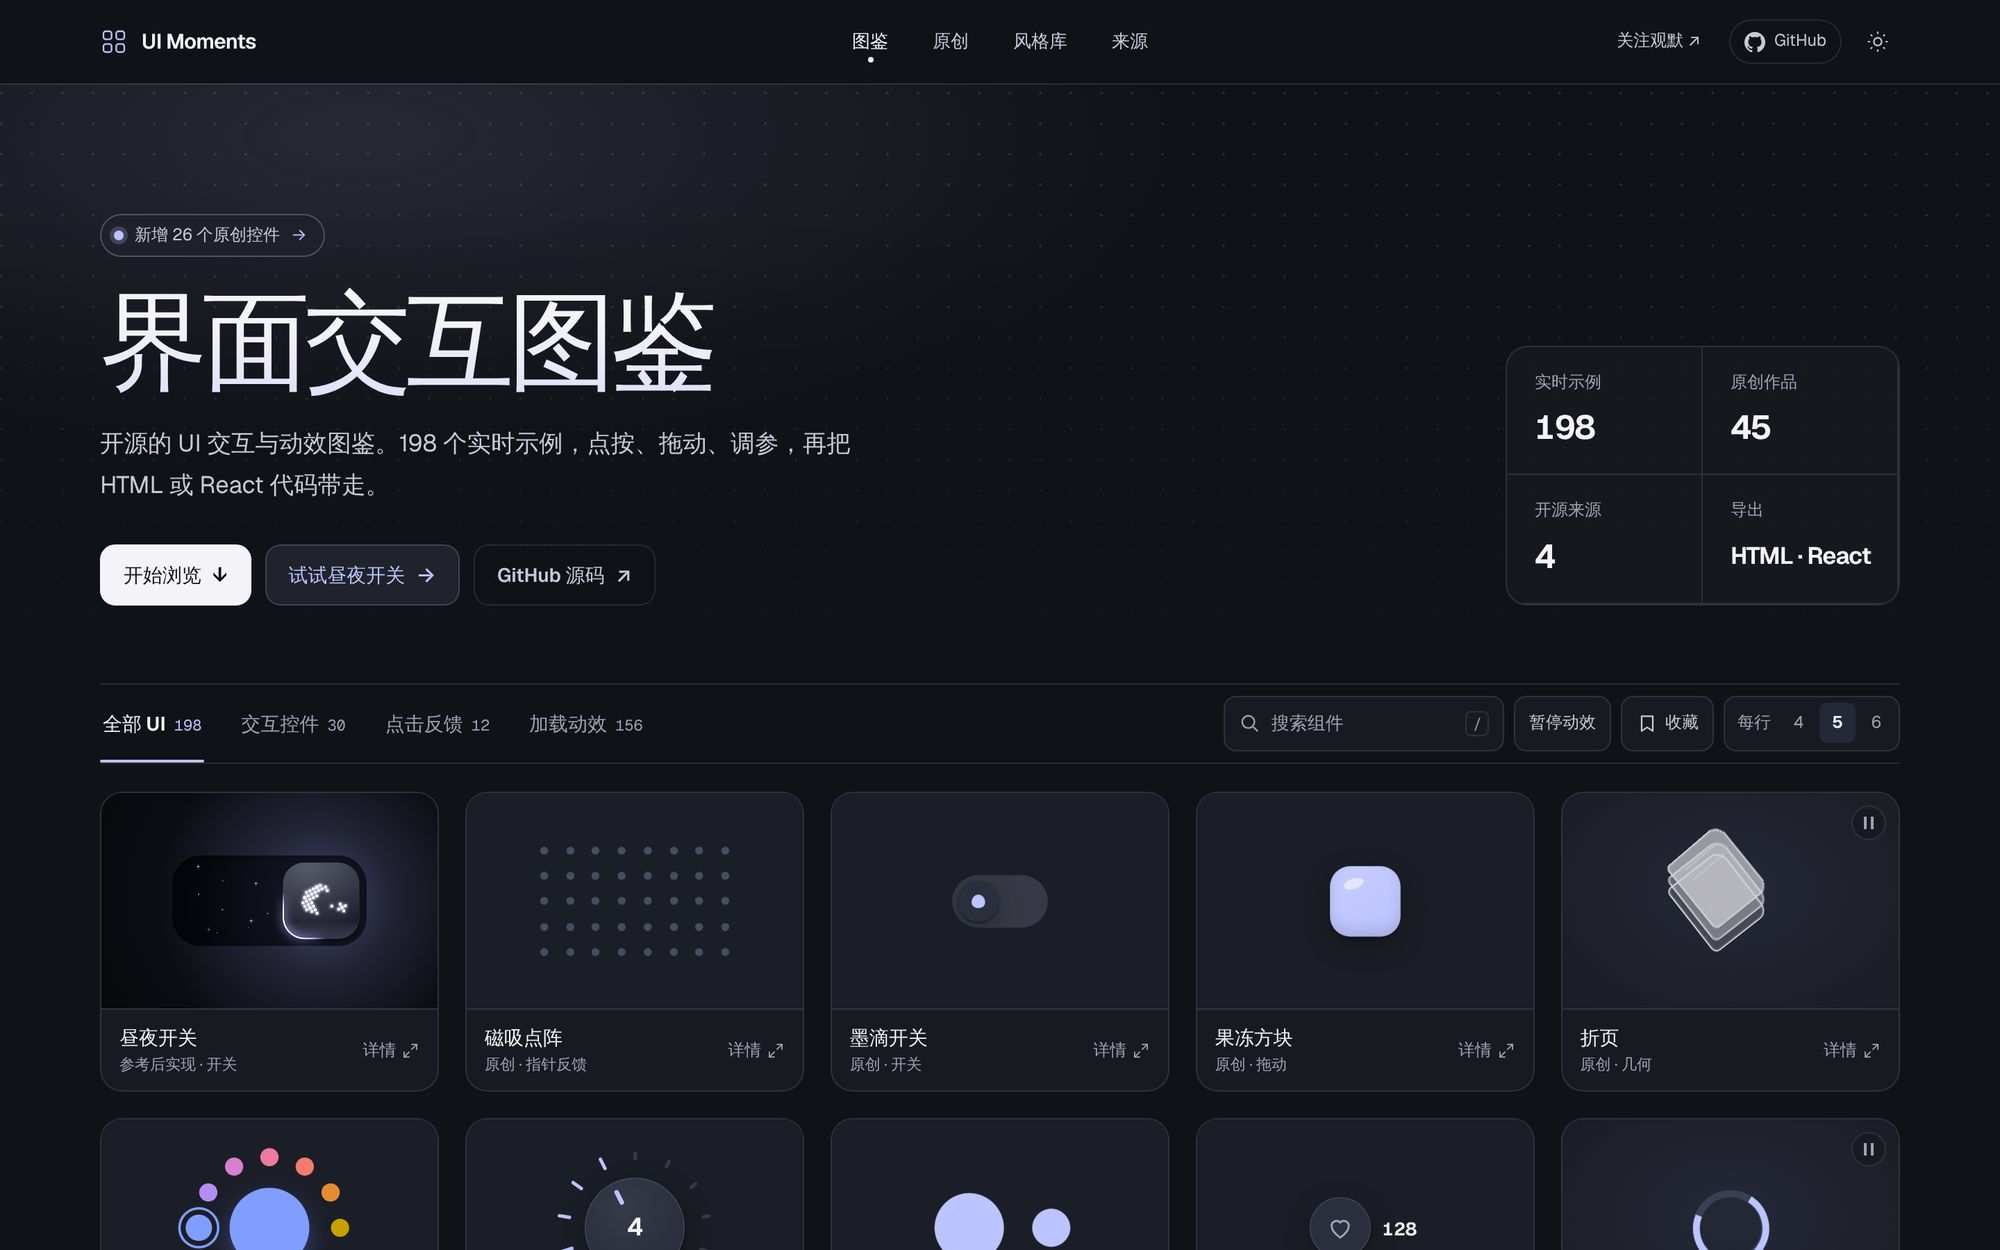 UI Moments
图鉴
原创
风格库
来源
关注观默 ↗
GitHub
新增 26 个原创控件 →
界面交互图鉴
开源的 UI 交互与动效图鉴。198 个实时示例，点按、拖动、调参，再把
HTML 或 React 代码带走。
开始浏览 ↓
试试昼夜开关 →
GitHub 源码 ↗
实时示例
198
原创作品
45
开源来源
4
导出
HTML · React
全部 UI 198
交互控件 30
点击反馈 12
加载动效 156
搜索组件 /
暂停动效
收藏
每行 4 5 6
昼夜开关
参考后实现 · 开关
详情
磁吸点阵
原创 · 指针反馈
详情
墨滴开关
原创 · 开关
详情
果冻方块
原创 · 拖动
详情
折页
原创 · 几何
详情
4
128